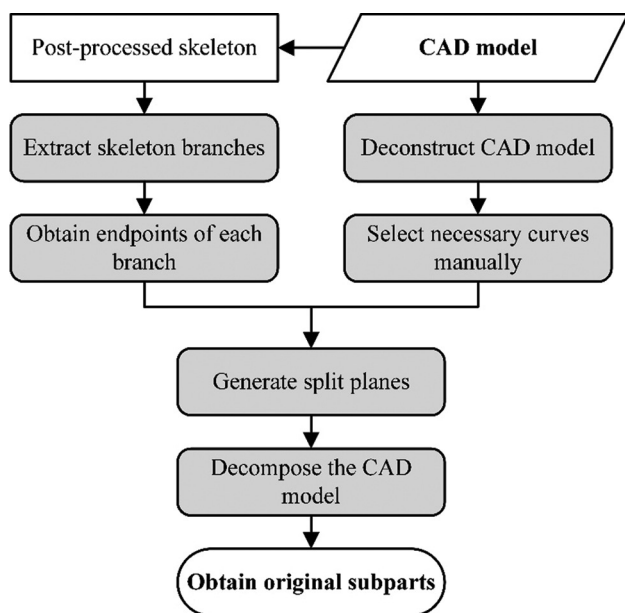 Post-processed skeleton
CAD model
Extract skeleton branches
Deconstruct CAD model
Obtain endpoints of each
branch
Select necessary curves
manually
Generate split planes
Decompose the CAD
model
Obtain original subparts